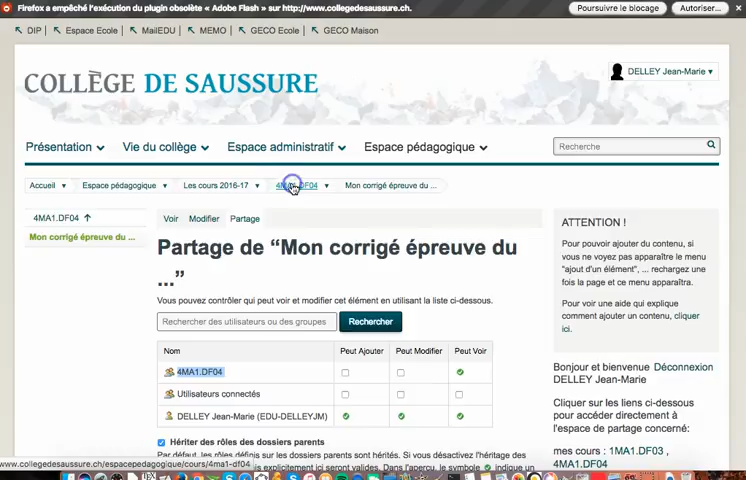 Firefox a empêché l'exécution du plugin obsolète « Adobe Flash » sur http://www.collegedesaussure.ch.
Poursuivre le blocage
Autoriser...
DIP
Espace Ecole
MailEDU
MEMO
GECO Ecole
GECO Maison
COLLÈGE DE SAUSSURE
DELLEY Jean-Marie
Présentation
Vie du collège
Espace administratif
Espace pédagogique
Recherche
Accueil
Espace pédagogique
Les cours 2016-17
4MA1.DF04
Mon corrigé épreuve du ...
4MA1.DF04
Mon corrigé épreuve du ...
Voir
Modifier
Partage
Partage de “Mon corrigé épreuve du
...”
Vous pouvez contrôler qui peut voir et modifier cet élément en utilisant la liste ci-dessous.
Rechercher des utilisateurs ou des groupes
Rechercher
Nom
Peut Ajouter
Peut Modifier
Peut Voir
4MA1.DF04
Utilisateurs connectés
DELLEY Jean-Marie (EDU-DELLEYJM)
Hériter des rôles des dossiers parents
Par défaut, les rôles définis sur les dossiers parents sont hérités. Si vous désactivez l'héritage des
explicitement ici seront valides. Dans l'aperçu, le symbole indique un
ATTENTION !
Pour pouvoir ajouter du contenu, si
vous ne voyez pas apparaître le menu
"ajout d'un élément", ... rechargez une
fois la page et ce menu apparaîtra.
Pour voir une aide qui explique
comment ajouter un contenu, cliquer
ici.
Bonjour et bienvenue Déconnexion
DELLEY Jean-Marie
Cliquer sur les liens ci-dessous
pour accéder directement à
l'espace de partage concerné:
mes cours : 1MA1.DF03 ,
4MA1.DF04
www.collegedesaussure.ch/espacepedagogique/cours/4ma1-df04